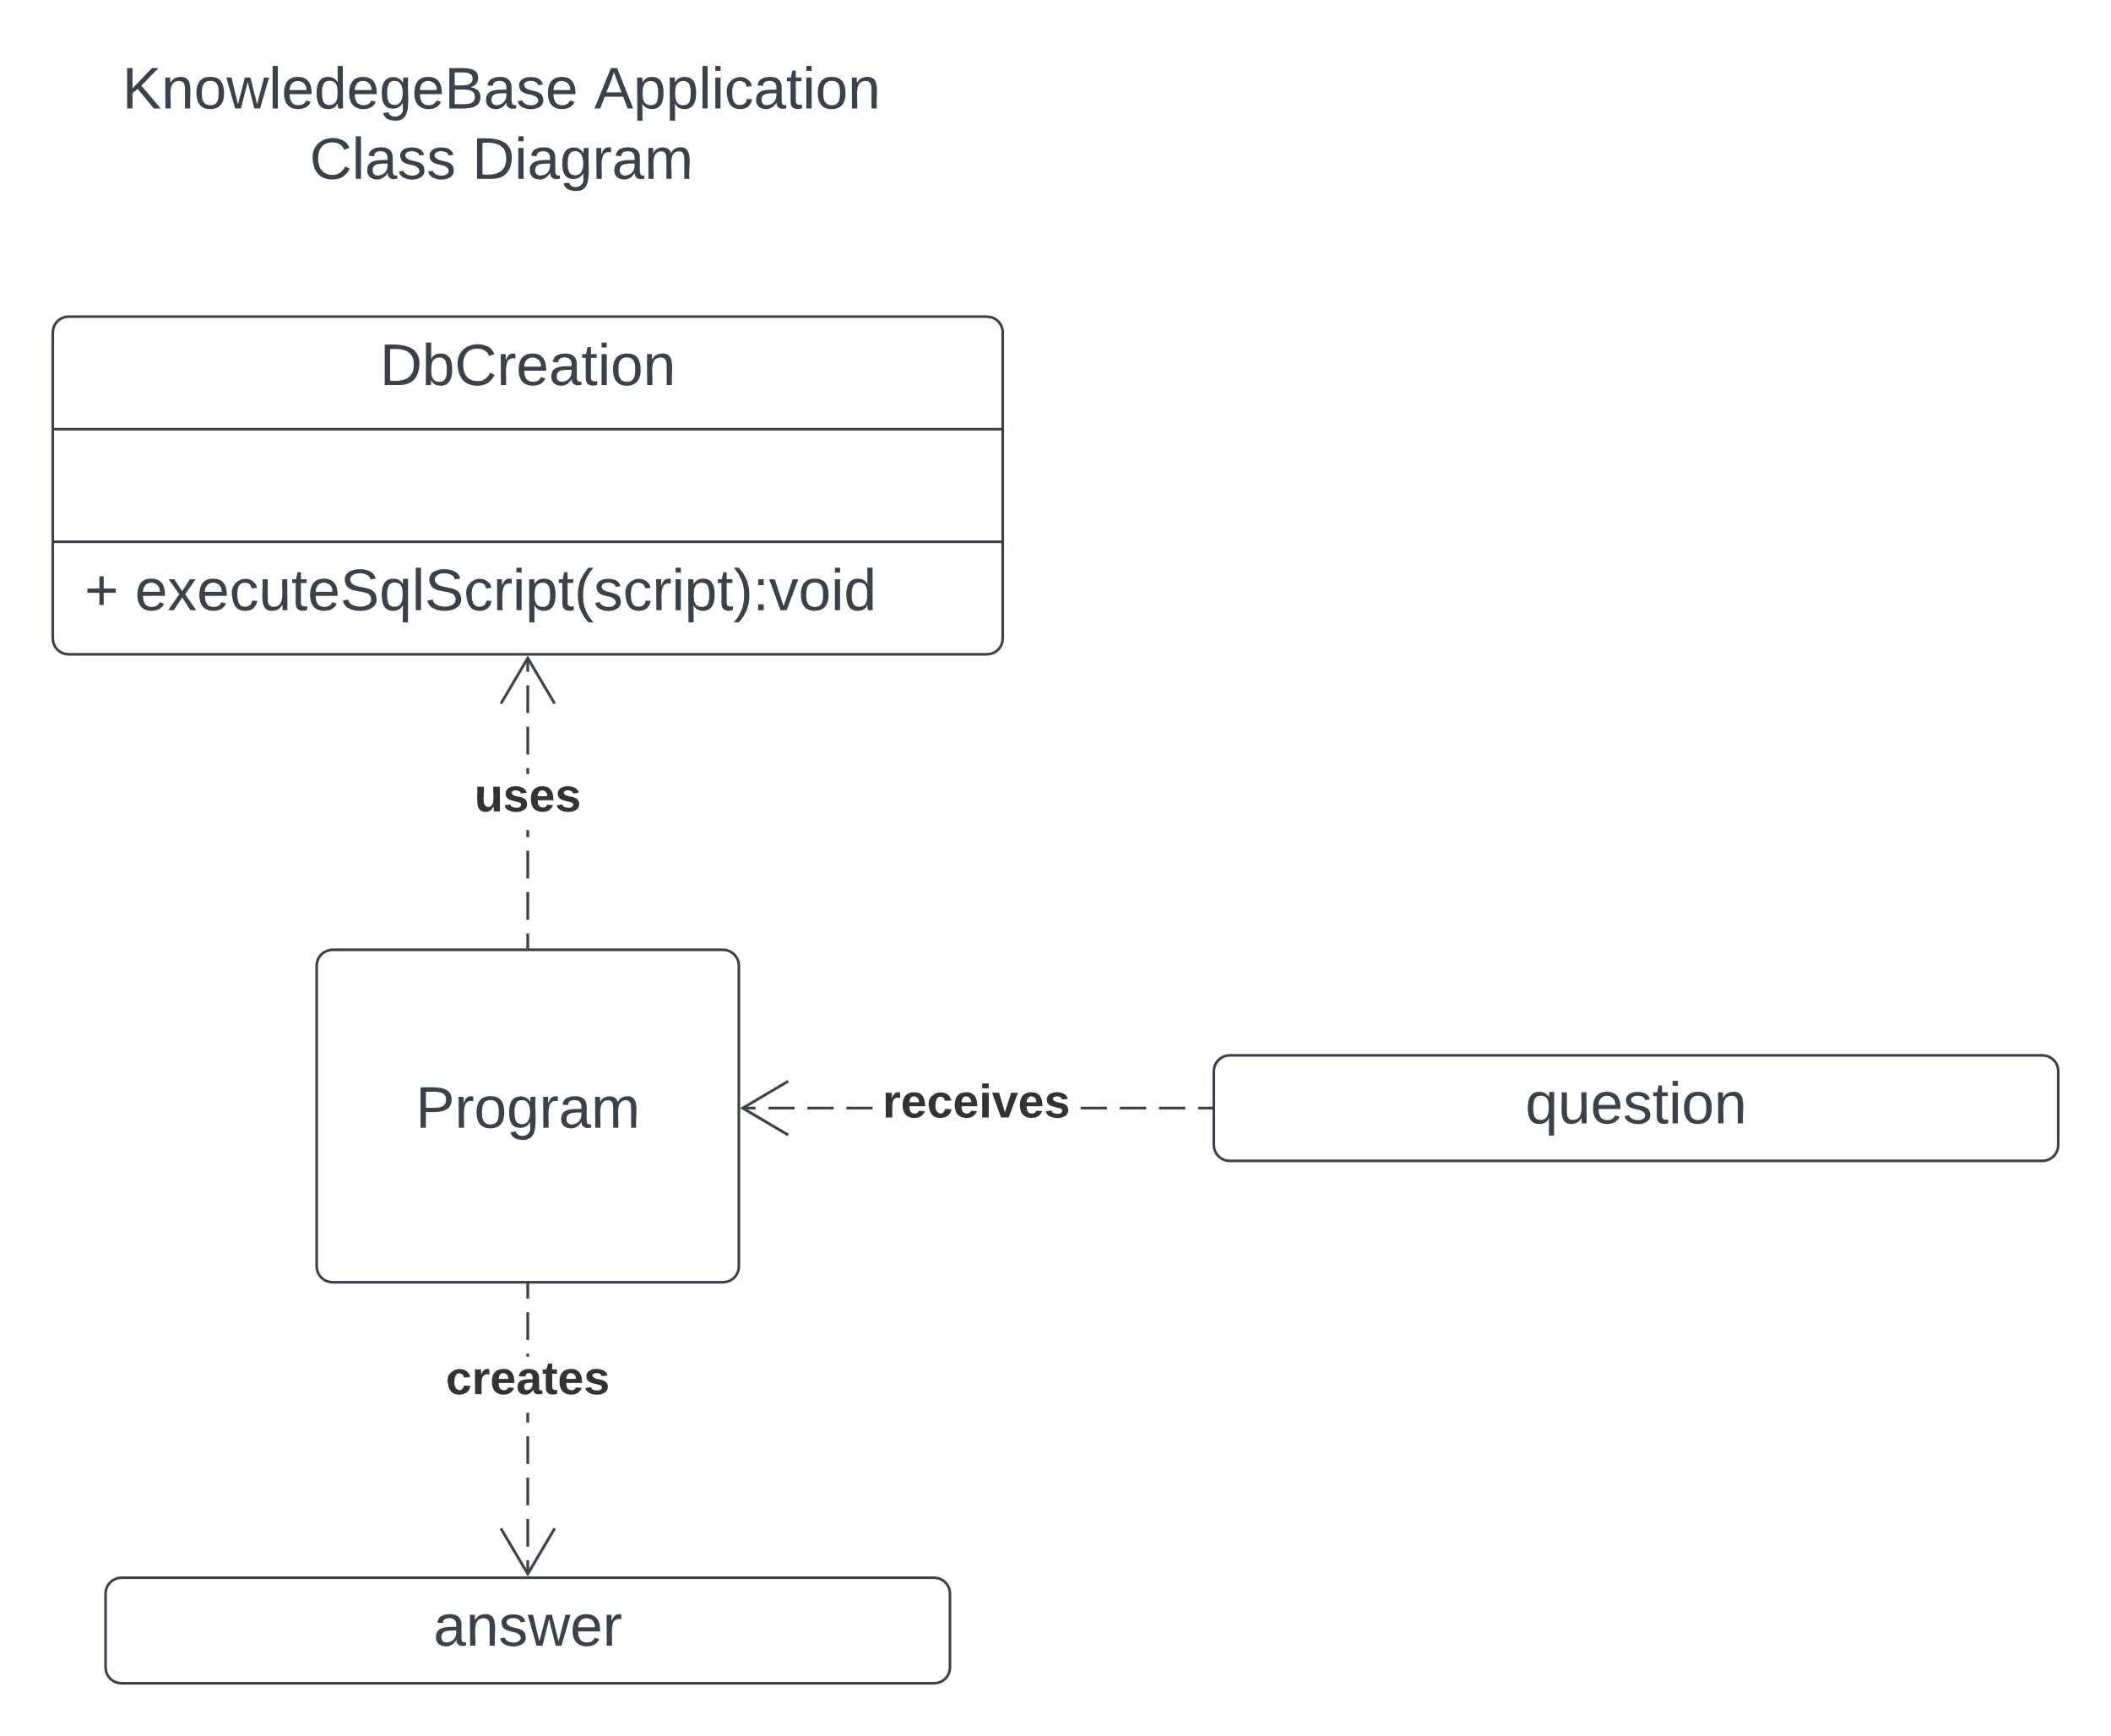 KnowledegeBase Application
Class Diagram
DbCreation
+ executeSqlScript(script):void
uses
Program
receives
question
creates
answer